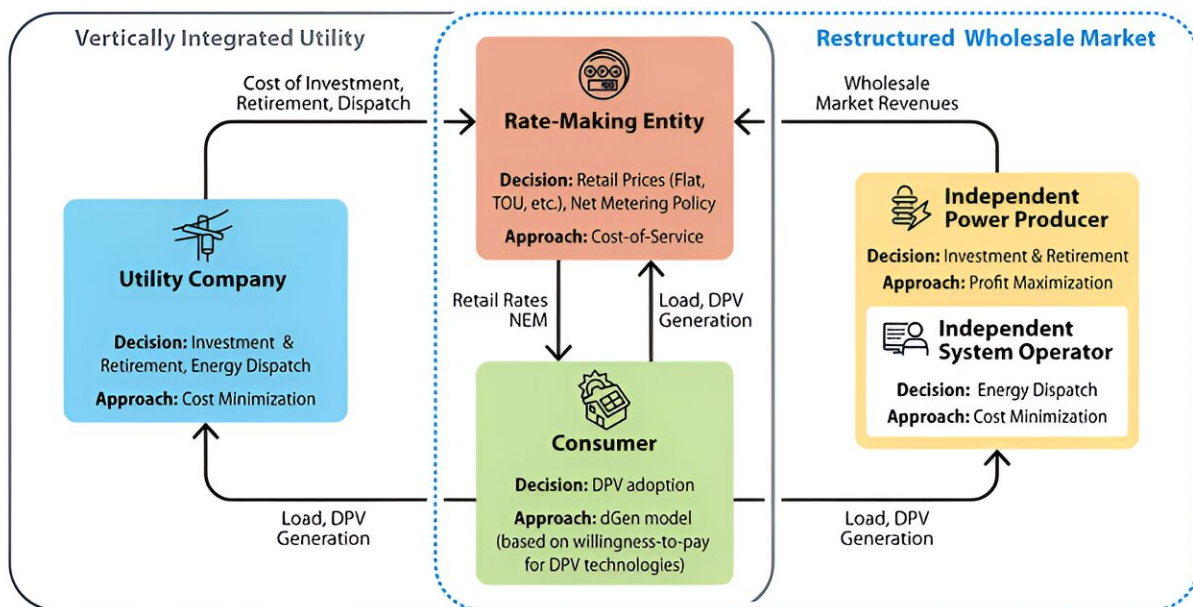 Vertically Integrated Utility
Restructured Wholesale Market
Cost of Investment,
Retirement, Dispatch
Rate-Making Entity
Decision: Retail Prices (Flat,
TOU, etc.), Net Metering Policy
Approach: Cost-of-Service
Wholesale
Market Revenues
Utility Company
Decision: Investment &
Retirement, Energy Dispatch
Approach: Cost Minimization
Independent
Power Producer
Decision: Investment & Retirement
Approach: Profit Maximization
Independent
System Operator
Decision: Energy Dispatch
Approach: Cost Minimization
Retail Rates
NEM
Load, DPV
Generation
Consumer
Decision: DPV adoption
Approach: dGen model
(based on willingness-to-pay
for DPV technologies)
Load, DPV
Generation
Load, DPV
Generation